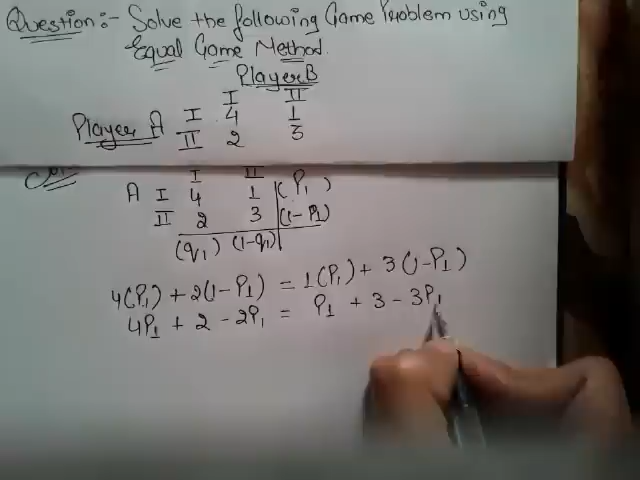 Question:- Solve the following Game Problem using
Equal Game Method.
Player B
I II
Player A I 4 1
II 2 3
I II
A I 4 1 (P1)
II 2 3 (1-P1)
(q1) (1-q1)
4(P1) + 2(1-P1) = 1(P1) + 3(1-P1)
4P1 + 2 - 2P1 = P1 + 3 - 3P1